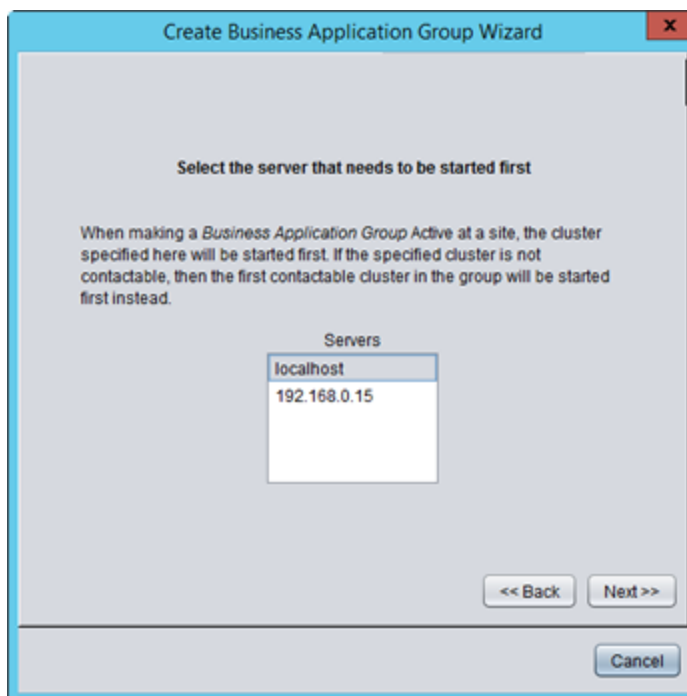 Create Business Application Group Wizard
x
Select the server that needs to be started first
When making a Business Application Group Active at a site, the cluster
specified here will be started first. If the specified cluster is not
contactable, then the first contactable cluster in the group will be started
first instead.
Servers
localhost
192.168.0.15
<< Back
Next >>
Cancel